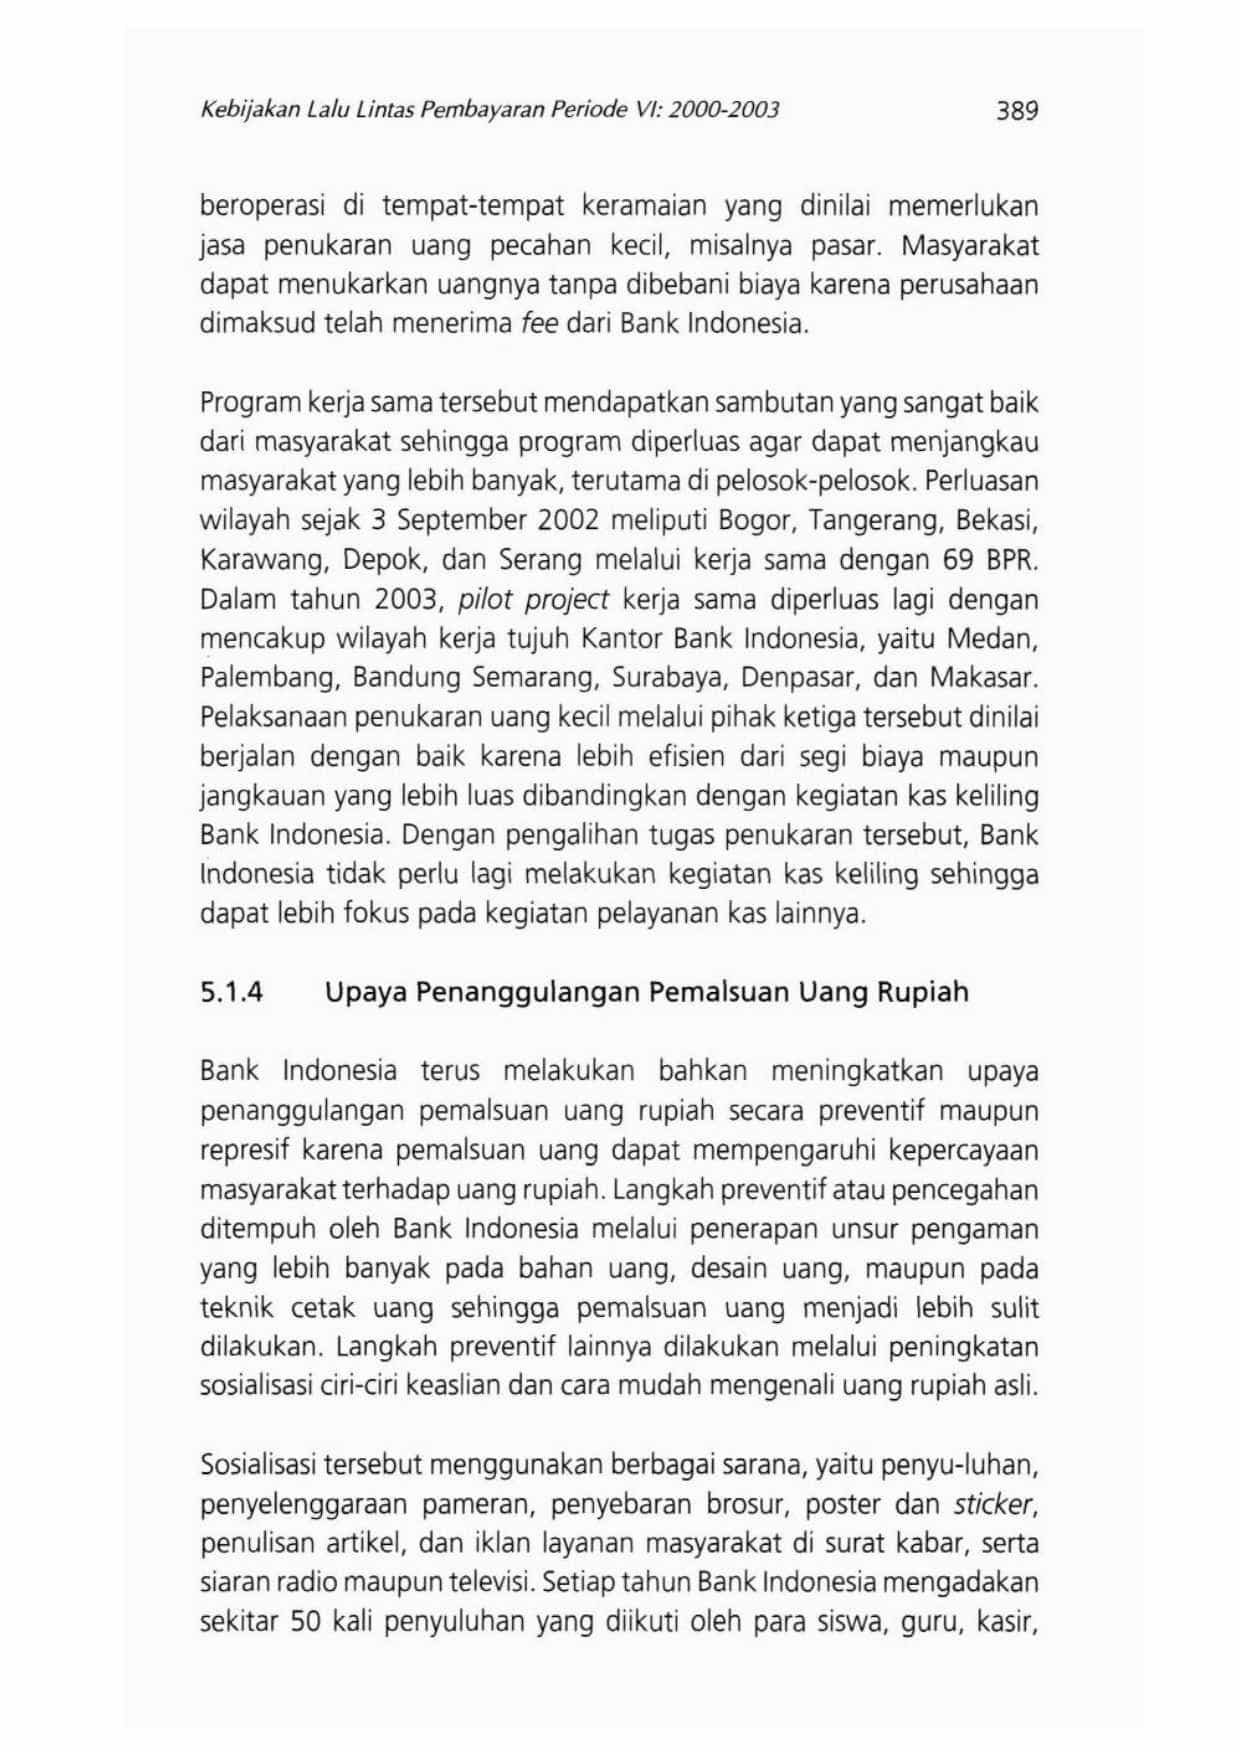 Kebijakan Lalu Lintas Pembayaran Periode VI: 2000-2003 389
beroperasi di tempat-tempat keramaian yang dinilai memerlukan
jasa penukaran uang pecahan kecil, misalnya pasar. Masyarakat
dapat menukarkan uangnya tanpa dibebani biaya karena perusahaan
dimaksud telah menerima fee dari Bank Indonesia.
Program kerja sama tersebut mendapatkan sambutan yang sangat baik
dari masyarakat sehingga program diperluas agar dapat menjangkau
masyarakat yang lebih banyak, terutama di pelosok-pelosok. Perluasan
wilayah sejak 3 September 2002 meliputi Bogor, Tangerang, Bekasi,
Karawang, Depok, dan Serang melalui kerja sama dengan 69 BPR.
Dalam tahun 2003, pilot project kerja sama diperluas lagi dengan
mencakup wilayah kerja tujuh Kantor Bank Indonesia, yaitu Medan,
Palembang, Bandung Semarang, Surabaya, Denpasar, dan Makasar.
Pelaksanaan penukaran uang kecil melalui pihak ketiga tersebut dinilai
berjalan dengan baik karena lebih efisien dari segi biaya maupun
jangkauan yang lebih luas dibandingkan dengan kegiatan kas keliling
Bank Indonesia. Dengan pengalihan tugas penukaran tersebut, Bank
Indonesia tidak perlu lagi melakukan kegiatan kas keliling sehingga
dapat lebih fokus pada kegiatan pelayanan kas lainnya.
5.1.4 Upaya Penanggulangan Pemalsuan Uang Rupiah
Bank Indonesia terus melakukan bahkan meningkatkan upaya
penanggulangan pemalsuan uang rupiah secara preventif maupun
represif karena pemalsuan uang dapat mempengaruhi kepercayaan
masyarakat terhadap uang rupiah. Langkah preventif atau pencegahan
ditempuh oleh Bank Indonesia melalui penerapan unsur pengaman
yang lebih banyak pada bahan uang, desain uang, maupun pada
teknik cetak uang sehingga pemalsuan uang menjadi lebih sulit
dilakukan. Langkah preventif lainnya dilakukan melalui peningkatan
sosialisasi ciri-ciri keaslian dan cara mudah mengenali uang rupiah asli.
Sosialisasi tersebut menggunakan berbagai sarana, yaitu penyu-luhan,
penyelenggaraan pameran, penyebaran brosur, poster dan sticker,
penulisan artikel, dan iklan layanan masyarakat di surat kabar, serta
siaran radio maupun televisi. Setiap tahun Bank Indonesia mengadakan
sekitar 50 kali penyuluhan yang diikuti oleh para siswa, guru, kasir,